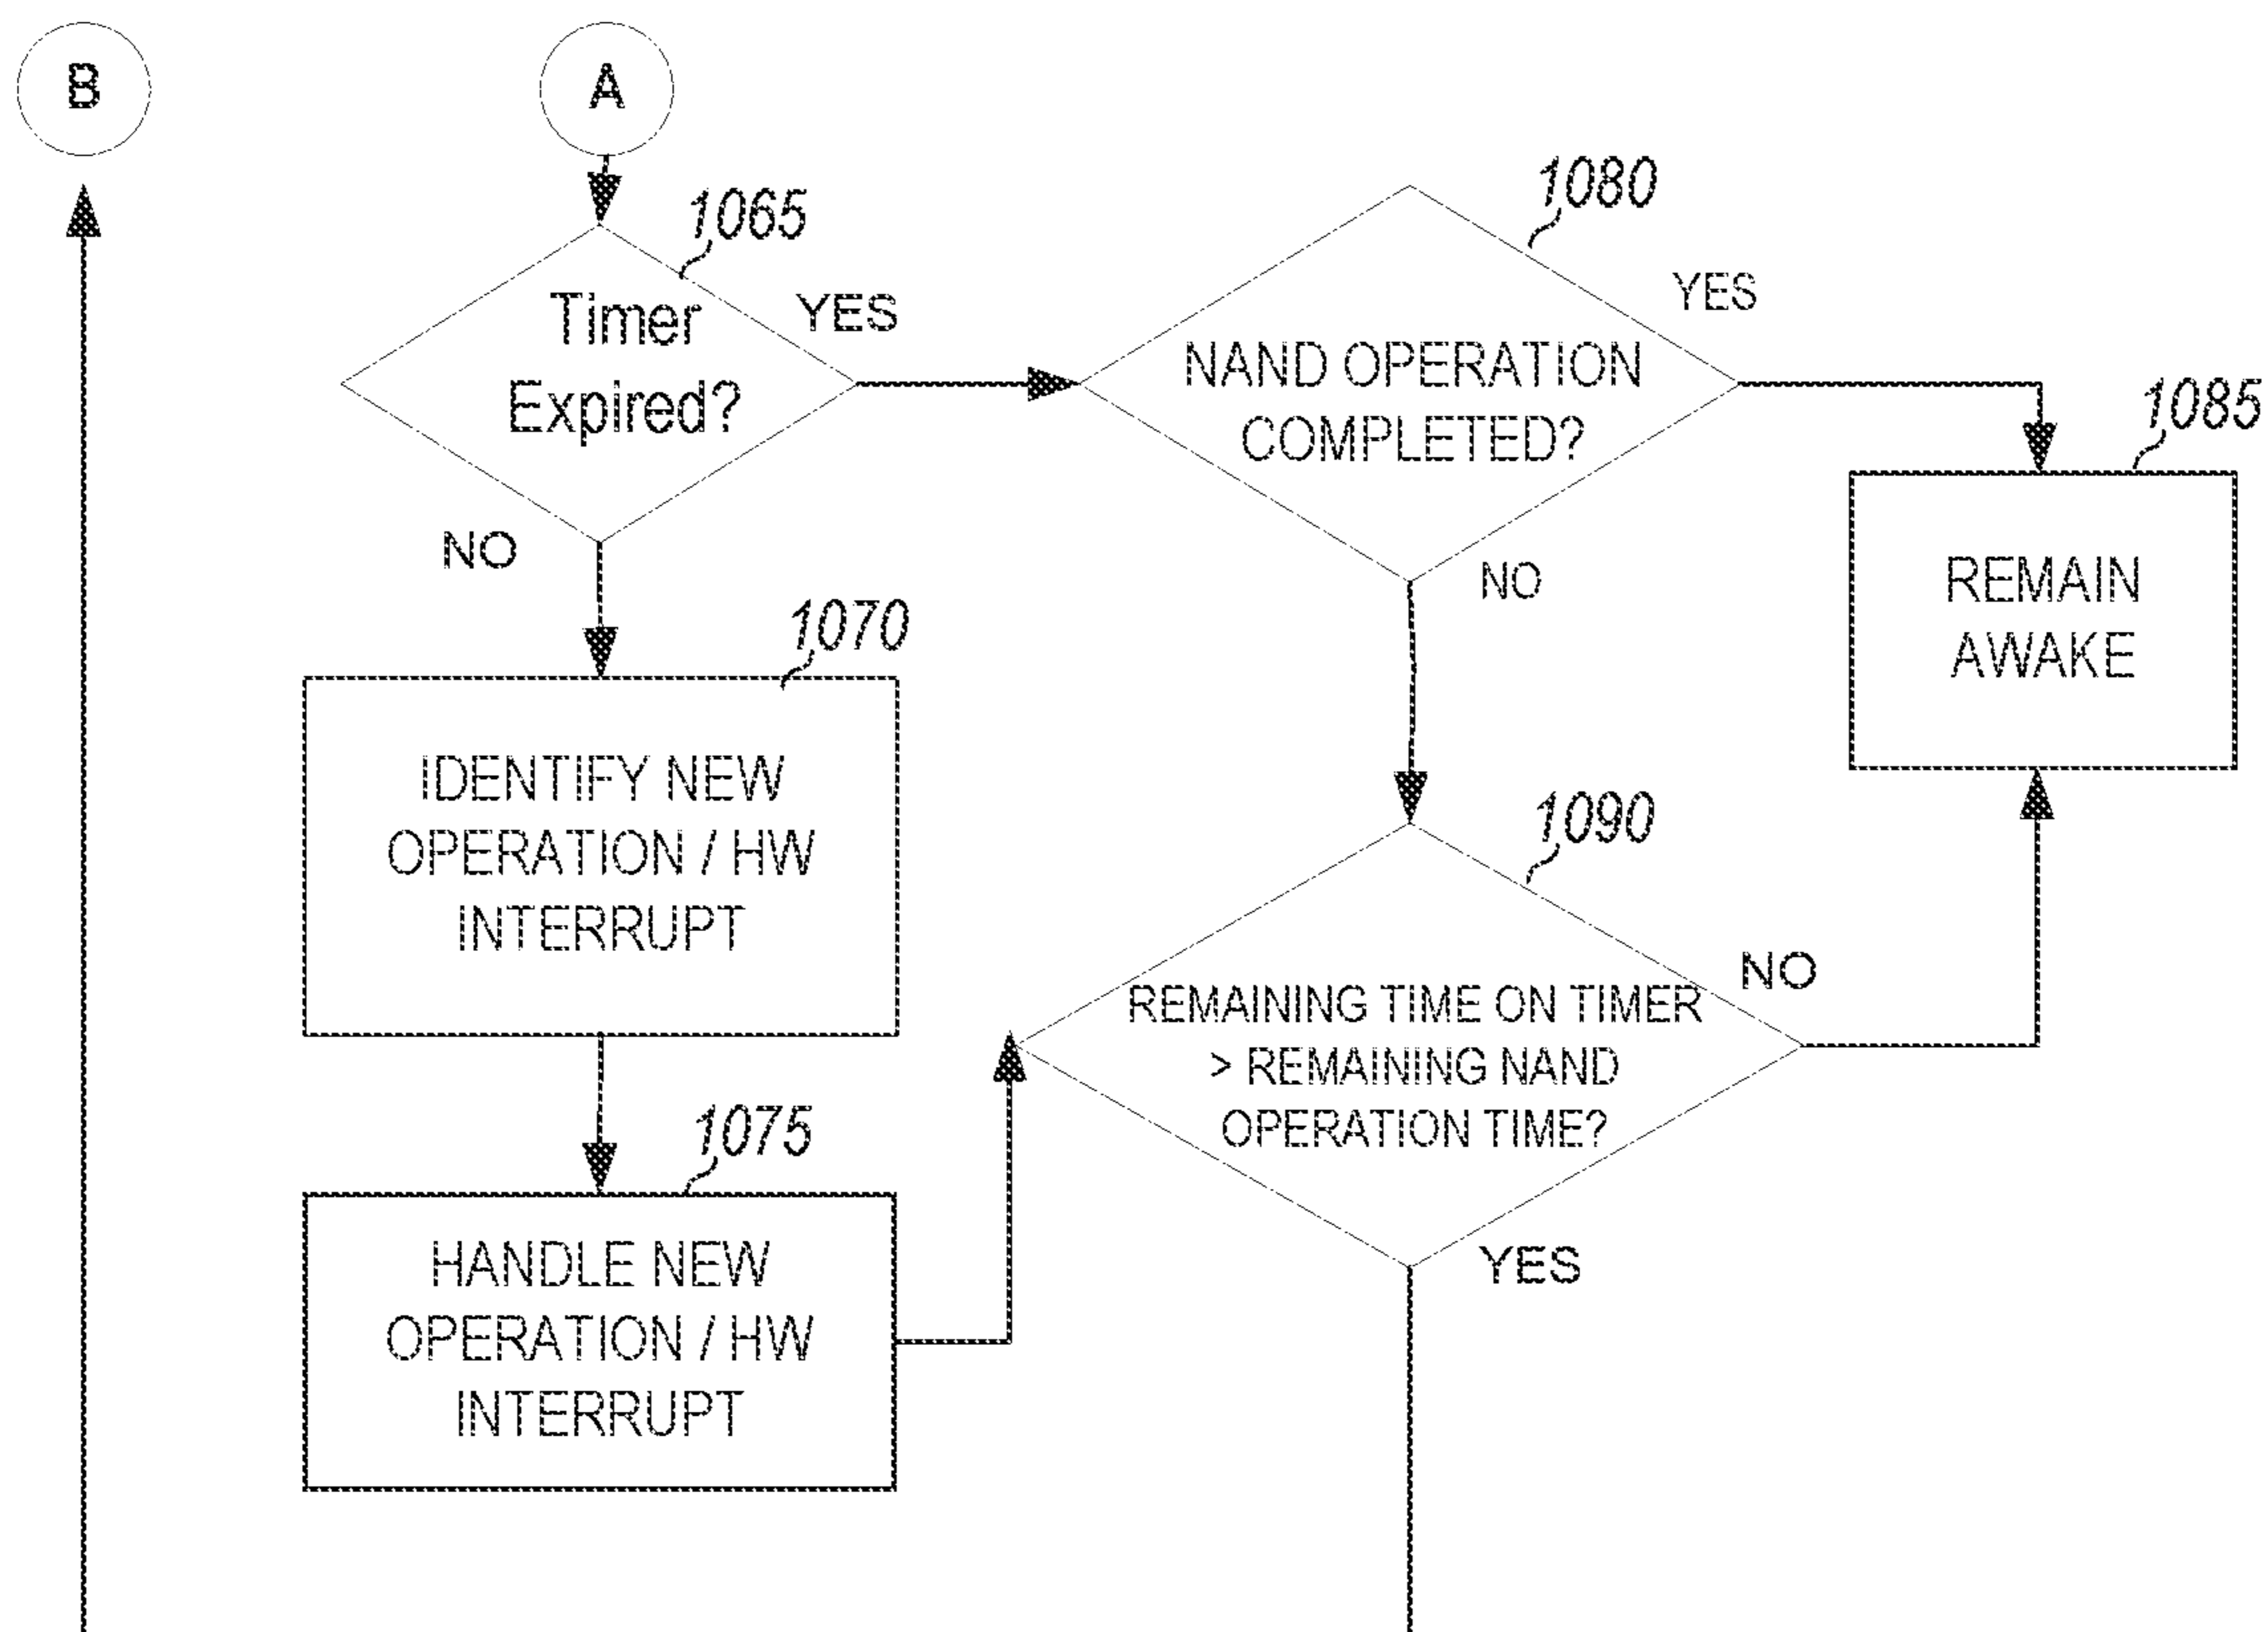 B
A
1065
Timer
Expired?
YES
NO
1080
NAND OPERATION
COMPLETED?
YES
NO
1085
REMAIN
AWAKE
1070
IDENTIFY NEW
OPERATION / HW
INTERRUPT
1075
HANDLE NEW
OPERATION / HW
INTERRUPT
1090
REMAINING TIME ON TIMER
> REMAINING NAND
OPERATION TIME?
NO
YES